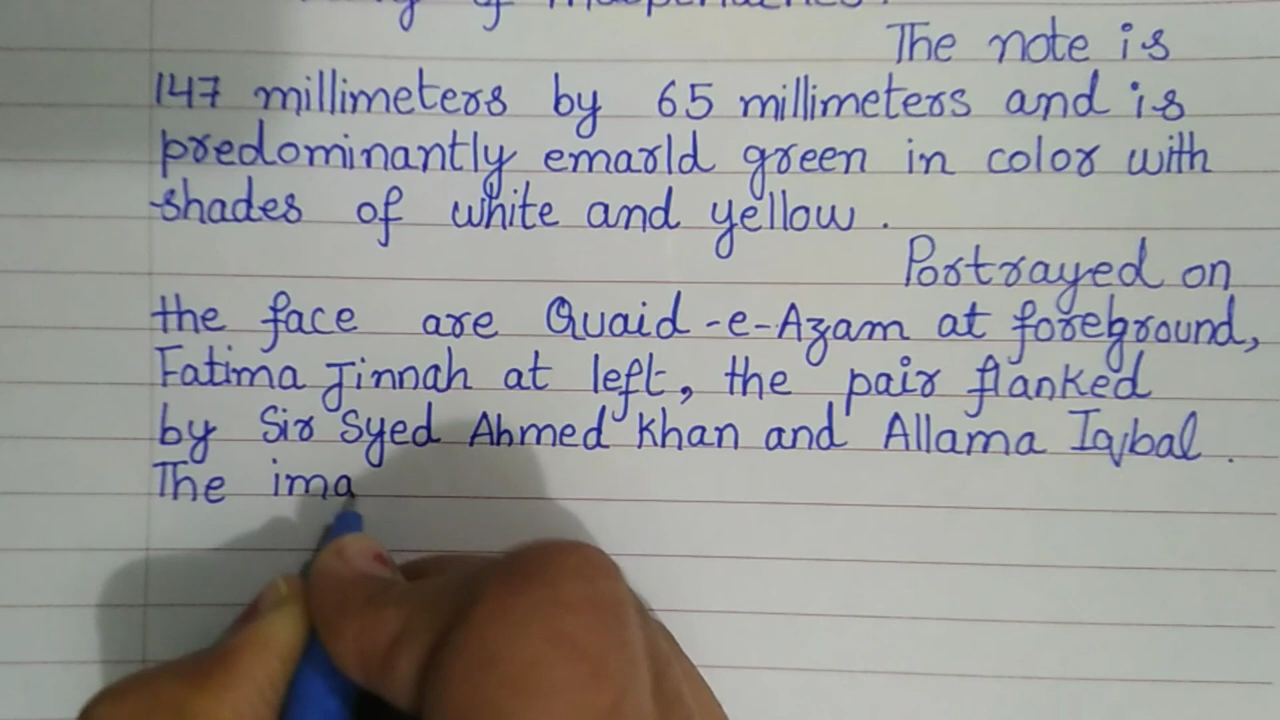 The note is
147 millimeters by 65 millimeters and is
predominantly emarld green in color with
shades of white and yellow.
Portrayed on
the face are Quaid-e-Azam at foreground,
Fatima Jinnah at left, the pair flanked
by Sir Syed Ahmed Khan and Allama Iqbal.
The ima